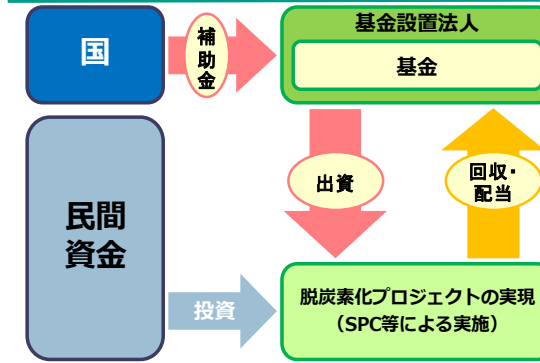 国
補
助
金
基金設置法人
基金
出資
回収・
配当
民間
資金
投資
脱炭素化プロジェクトの実現
（SPC等による実施）